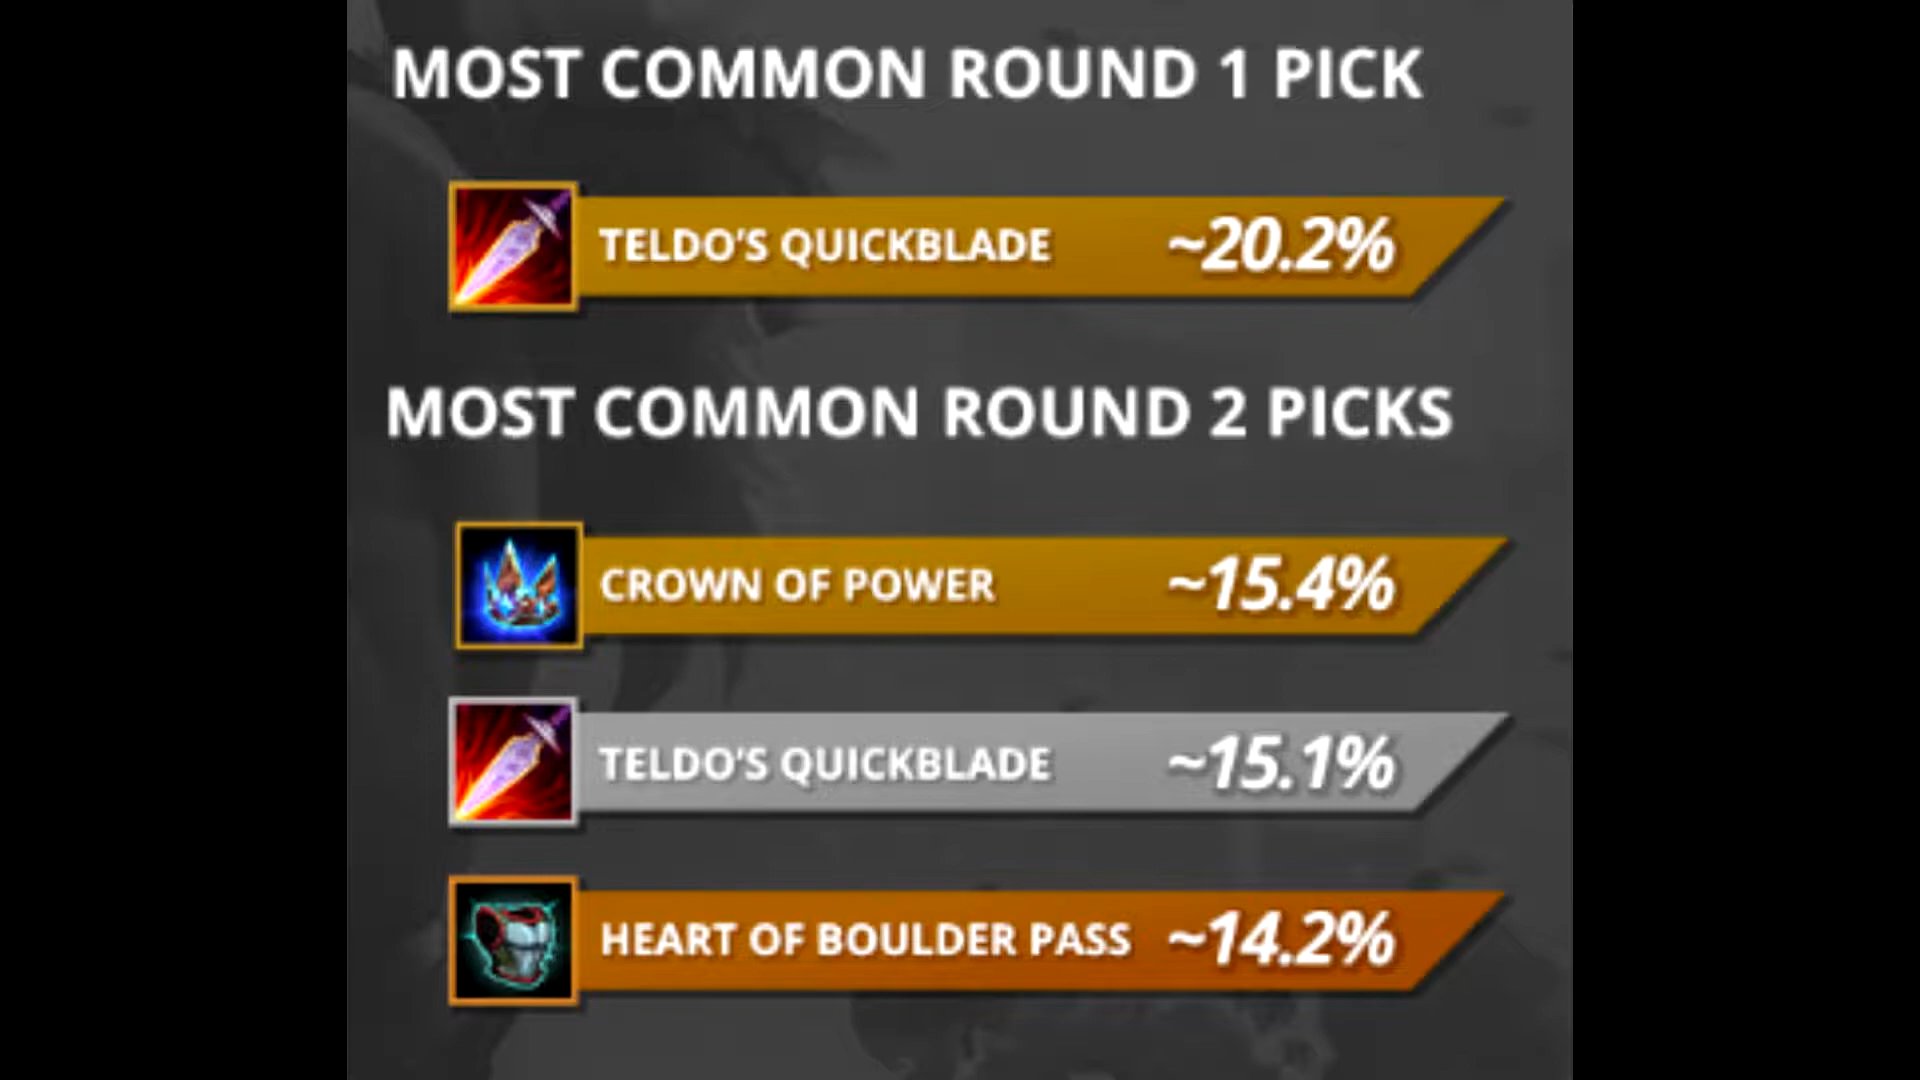 MOST COMMON ROUND 1 PICK
TELDO'S QUICKBLADE ~20.2%
MOST COMMON ROUND 2 PICKS
CROWN OF POWER ~15.4%
TELDO'S QUICKBLADE ~15.1%
HEART OF BOULDER PASS ~14.2%